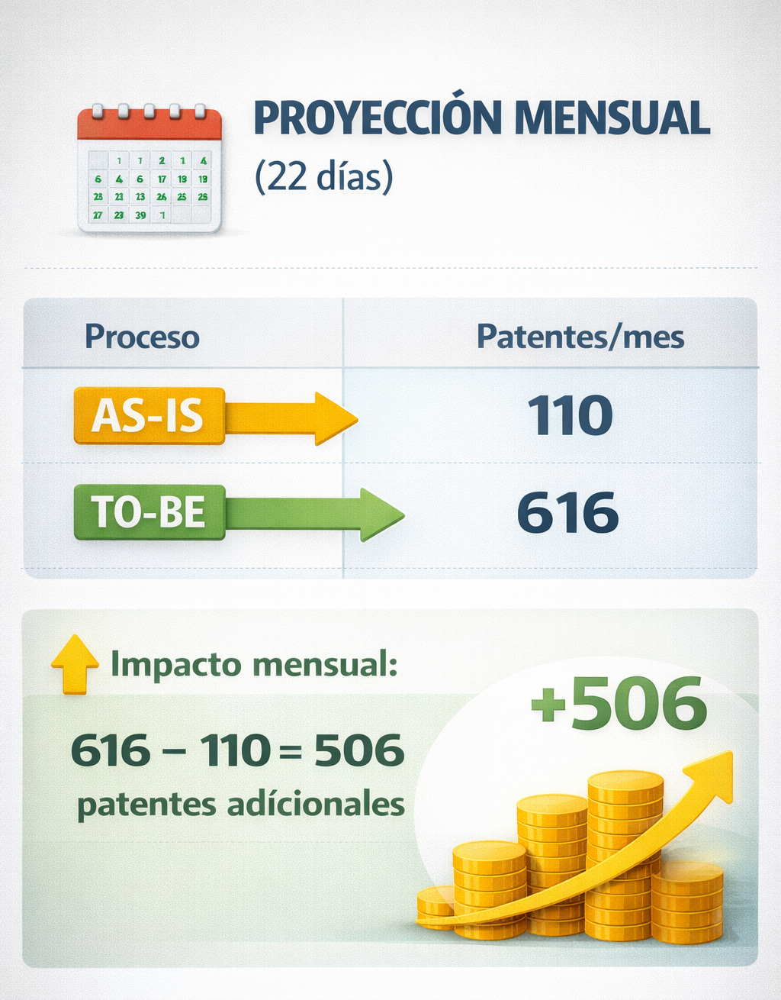 PROYECCIÓN MENSUAL
(22 días)
1 1 2 1 4
6 4 6 17 19 19
23 21 23 26 25 25
27 23 39 1
Proceso Patentes/mes
AS-IS 110
TO-BE 616
Impacto mensual:
+506
616 – 110 = 506
patentes adícionales